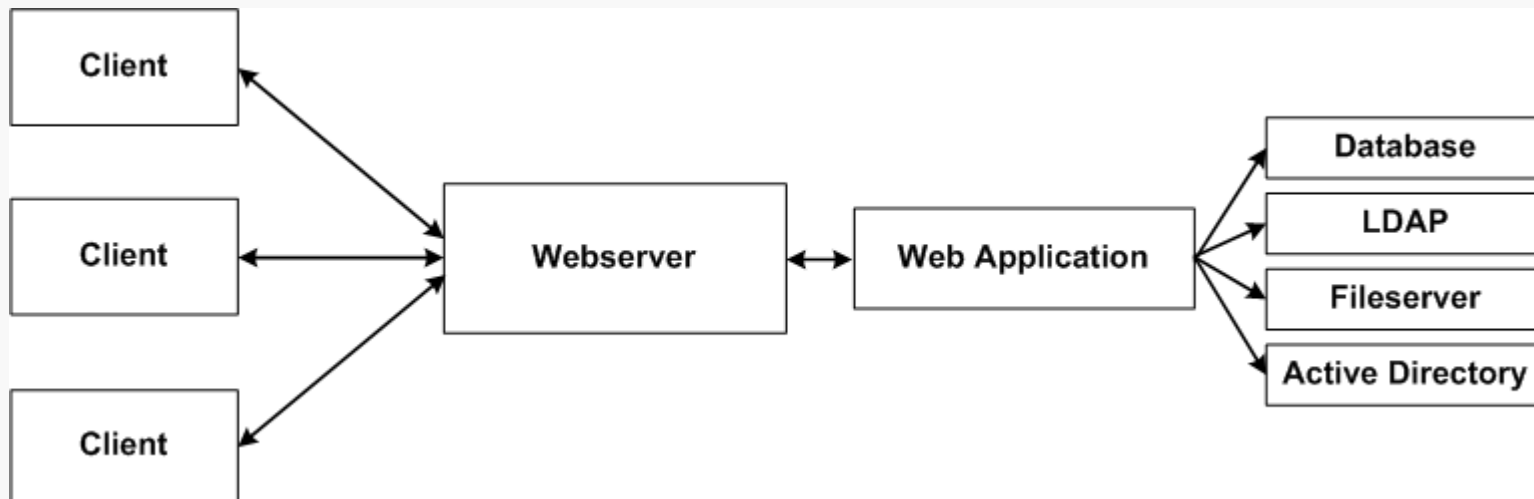 Client
Client
Client
Webserver
Web Application
Database
LDAP
Fileserver
Active Directory